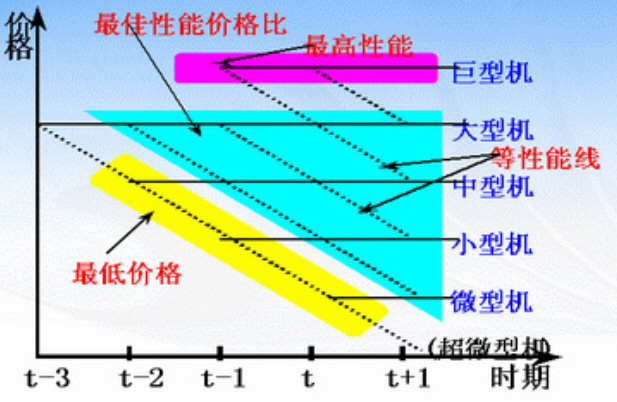 价格
最佳性能价格比
最高性能
巨型机
大型机
等性能线
中型机
小型机
最低价格
微型机
(超微型机)
t-3
t-2
t-1
t
t+1
时期